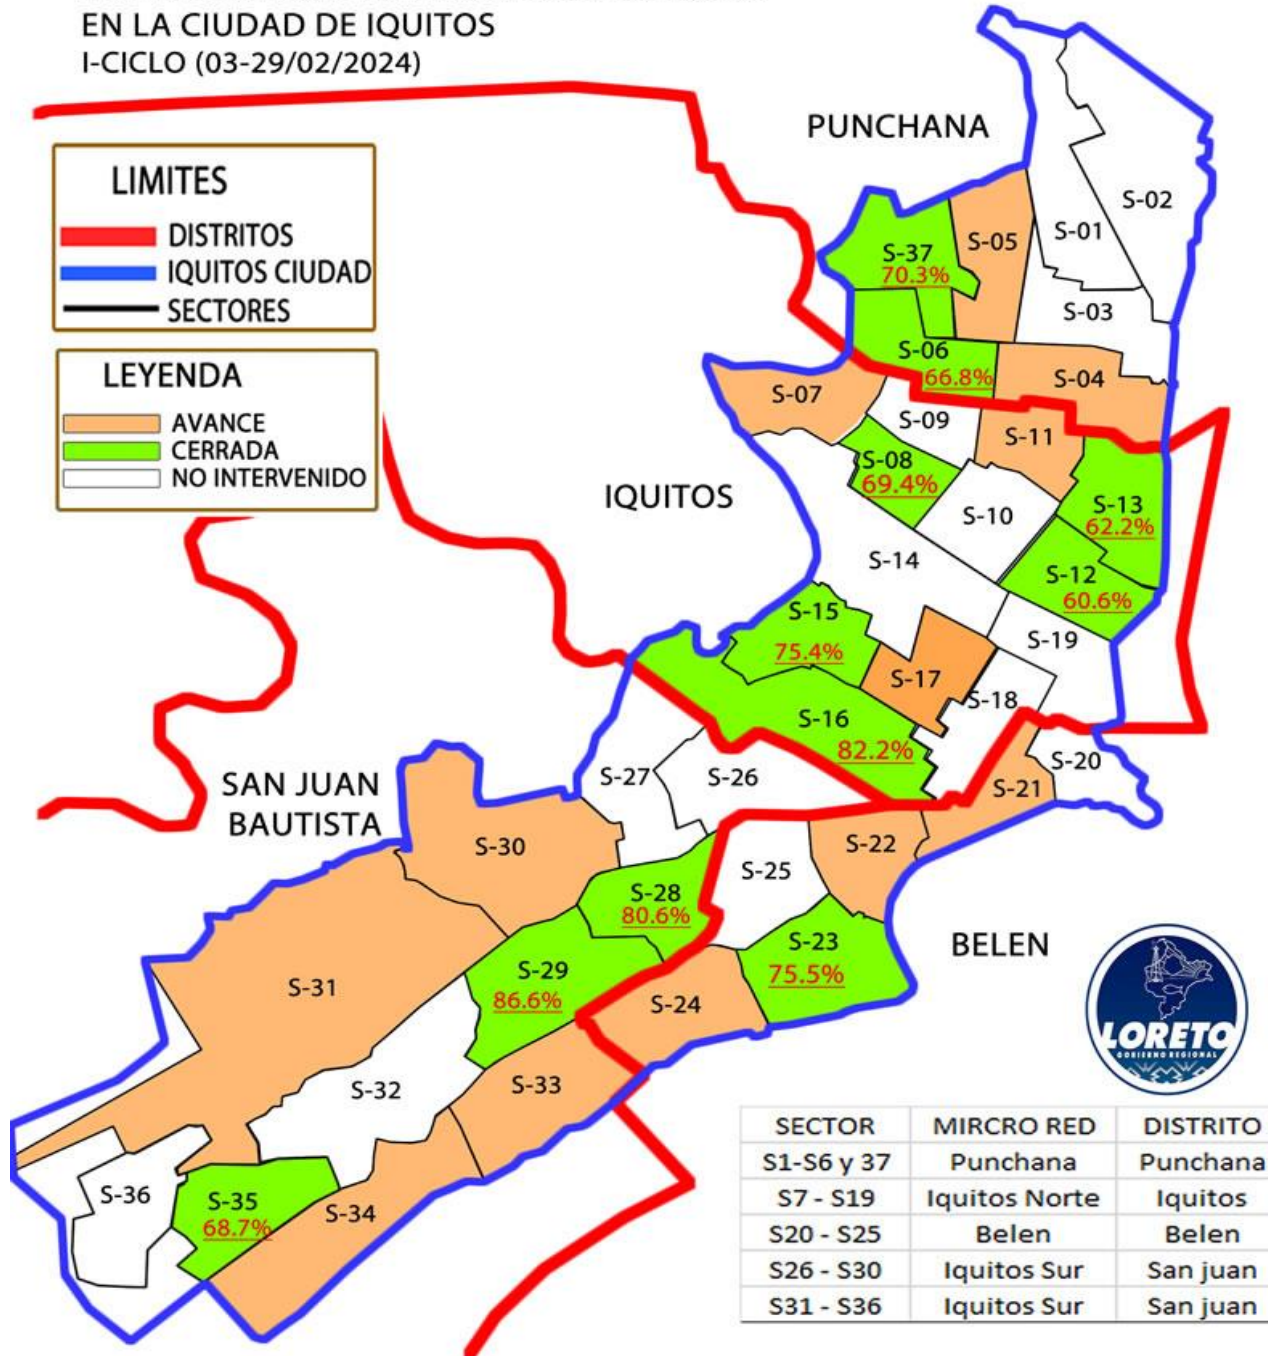 EN LA CIUDAD DE IQUITOS
I-CICLO (03-29/02/2024)
PUNCHANA
LIMITES
DISTRITOS
IQUITOS CIUDAD
SECTORES
LEYENDA
AVANCE
CERRADA
NO INTERVENIDO
S-02
S-01
S-05
S-37
70.3%
S-03
S-06
66.8%
S-04
S-07
S-09
S-11
S-08
69.4%
IQUITOS
S-10
S-13
62.2%
S-14
S-12
60.6%
S-15
75.4%
S-19
S-17
S-18
S-16
82.2%
S-20
S-27
S-26
S-21
SAN JUAN
BAUTISTA
S-30
S-22
S-25
S-28
80.6%
S-23
75.5%
BELEN
S-29
86.6%
S-31
S-24
S-33
S-32
S-36
S-35
68.7%
S-34
LORETO
GOBIERNO REGIONAL
SECTOR MIRCRO RED DISTRITO
S1-S6 y 37 Punchana Punchana
S7 - S19 Iquitos Norte Iquitos
S20 - S25 Belen Belen
S26 - S30 Iquitos Sur San juan
S31 - S36 Iquitos Sur San juan